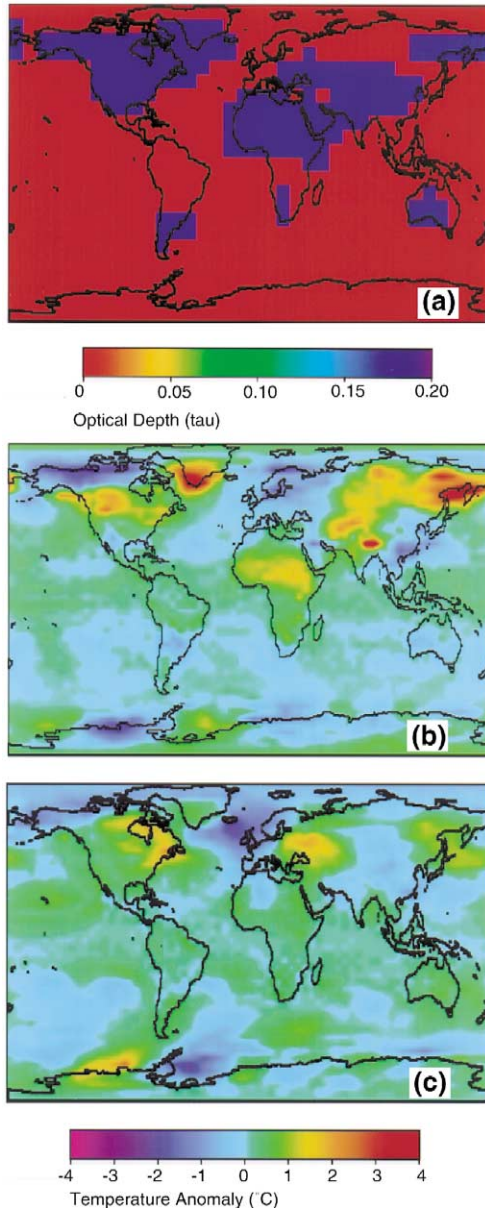 (a)
0 0.05 0.10 0.15 0.20
Optical Depth (tau)
(b)
(c)
-4 -3 -2 -1 0 1 2 3 4
Temperature Anomaly (°C)